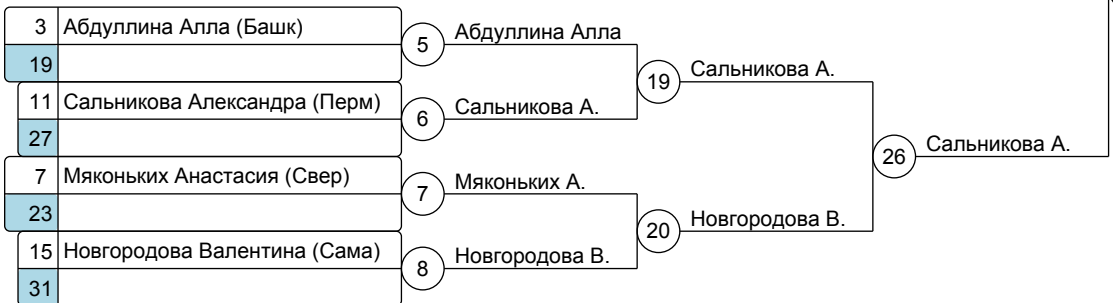 3 Абдуллина Алла (Башк)
5 Абдуллина Алла
19
19 Сальникова А.
11 Сальникова Александра (Перм)
6 Сальникова А.
27
26 Сальникова А.
7 Мяконьких Анастасия (Свер)
7 Мяконьких А.
23
20 Новгородова В.
15 Новгородова Валентина (Сама)
8 Новгородова В.
31